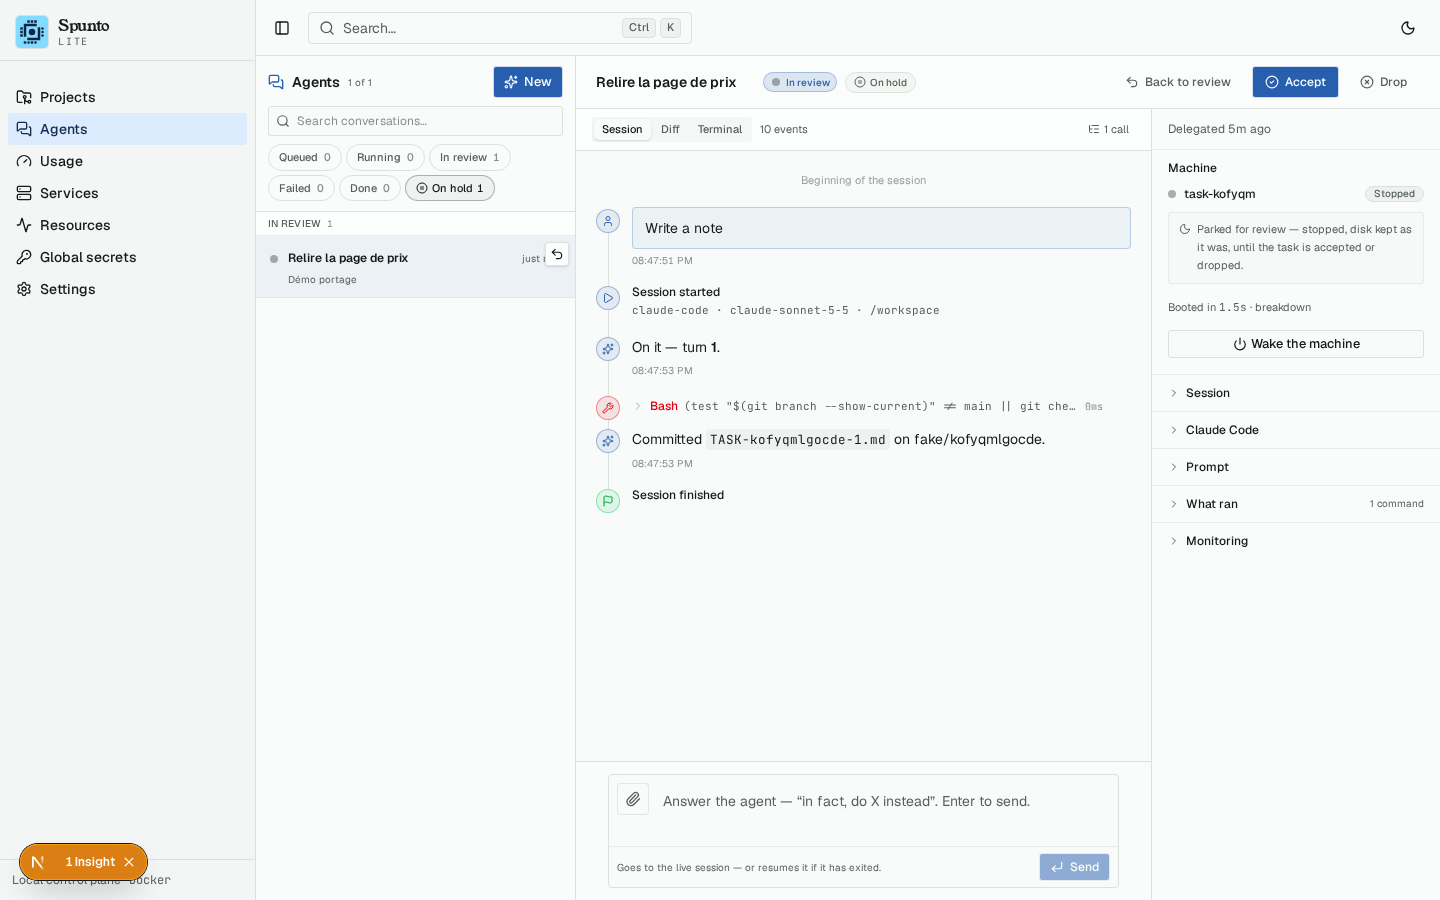 Spunto
LITE
Search...
Ctrl K
Projects
Agents
Usage
Services
Resources
Global secrets
Settings
1 Insight
Local control plane Docker
Agents 1 of 1
New
Search conversations...
Queued 0
Running 0
In review 1
Failed 0
Done 0
On hold 1
IN REVIEW 1
Relire la page de prix
just
Démo portage
Relire la page de prix
In review
On hold
Back to review
Accept
Drop
Session
Diff
Terminal
10 events
1 call
Beginning of the session
Write a note
08:47:51 PM
Session started
claude-code · claude-sonnet-5-5 · /workspace
On it — turn 1.
08:47:53 PM
Bash (test "$(git branch --show-current)" != main || git che… 0ms
Committed TASK-kofyqmlgocde-1.md on fake/kofyqmlgocde.
08:47:53 PM
Session finished
Answer the agent — “in fact, do X instead”. Enter to send.
Goes to the live session — or resumes it if it has exited.
Send
Delegated 5m ago
Machine
task-kofyqm
Stopped
Parked for review — stopped, disk kept as
it was, until the task is accepted or
dropped.
Booted in 1.5s · breakdown
Wake the machine
Session
Claude Code
Prompt
What ran
1 command
Monitoring